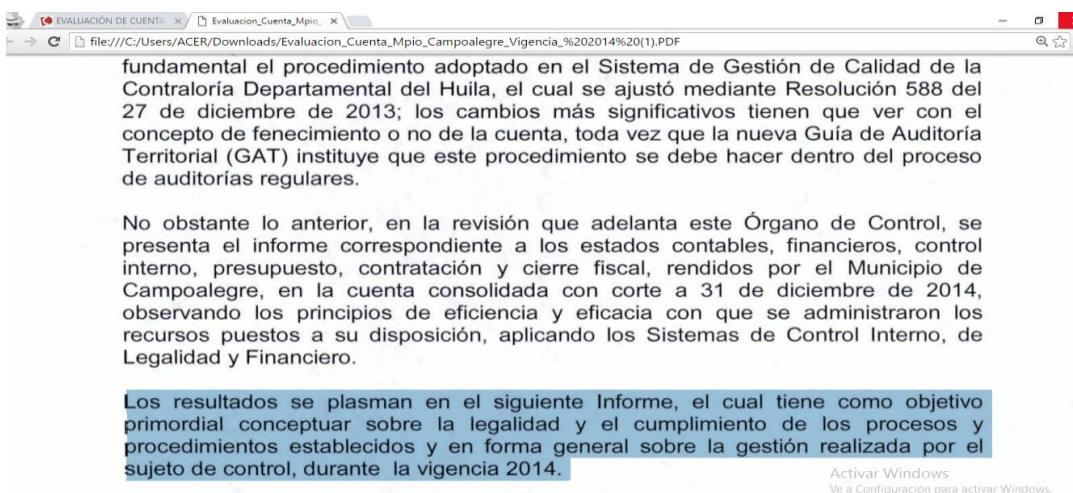 EVALUACIÓN DE CUENTA
Evaluacion_Cuenta_Mpio_
file:///C:/Users/ACER/Downloads/Evaluacion_Cuenta_Mpio_Campoalegre_Vigencia_%202014%20(1).PDF
fundamental el procedimiento adoptado en el Sistema de Gestión de Calidad de la
Contraloría Departamental del Huila, el cual se ajustó mediante Resolución 588 del
27 de diciembre de 2013; los cambios más significativos tienen que ver con el
concepto de fenecimiento o no de la cuenta, toda vez que la nueva Guía de Auditoría
Territorial (GAT) instituye que este procedimiento se debe hacer dentro del proceso
de auditorías regulares.
No obstante lo anterior, en la revisión que adelanta este Órgano de Control, se
presenta el informe correspondiente a los estados contables, financieros, control
interno, presupuesto, contratación y cierre fiscal, rendidos por el Municipio de
Campoalegre, en la cuenta consolidada con corte a 31 de diciembre de 2014,
observando los principios de eficiencia y eficacia con que se administraron los
recursos puestos a su disposición, aplicando los Sistemas de Control Interno, de
Legalidad y Financiero.
Los resultados se plasman en el siguiente Informe, el cual tiene como objetivo
primordial conceptuar sobre la legalidad y el cumplimiento de los procesos y
procedimientos establecidos y en forma general sobre la gestión realizada por el
sujeto de control, durante la vigencia 2014.
Activar Windows
Ve a Configuración para activar Windows.